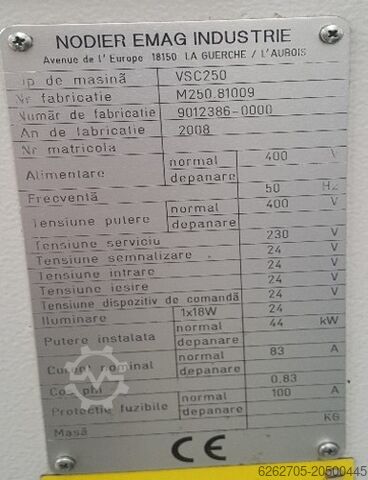 NODIER EMAG INDUSTRIE
Avenue de l' Europe 18150 LA GUERCHE / L'AUBOIS
ip de masină VSC250
Nr fabricatie M250.81009
Număr de fabricatie 9012386-0000
An de fabricatie 2008
Nr matricola
Alimentare normal 400 V
depanare
Frecventă 50 Hz
Tensiune putere normal 400 V
depanare
Tensiune serviciu 230 V
Tensiune semnalizare 24 V
Tensiune intrare 24 V
Tensiune iesire 24 V
Tensiune dispozitiv de comandă 24 V
Iluminare 1x18W 24
Putere instalata normal 44 kW
depanare
Curent nominal normal 83 A
depanare
Cos phi 0.83
Protectie fuzibile normal 100 A
depanare
Masă KG
CE
6262705-20500445